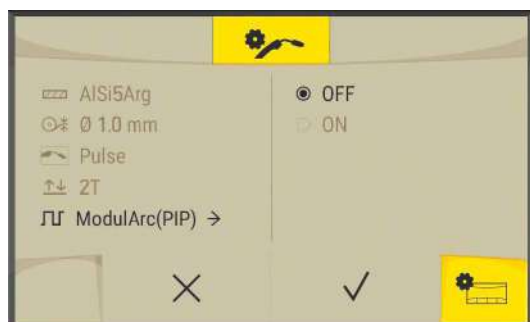 AlSi5Arg
Ø 1.0 mm
Pulse
2T
ModulArc(PIP) →
OFF
ON